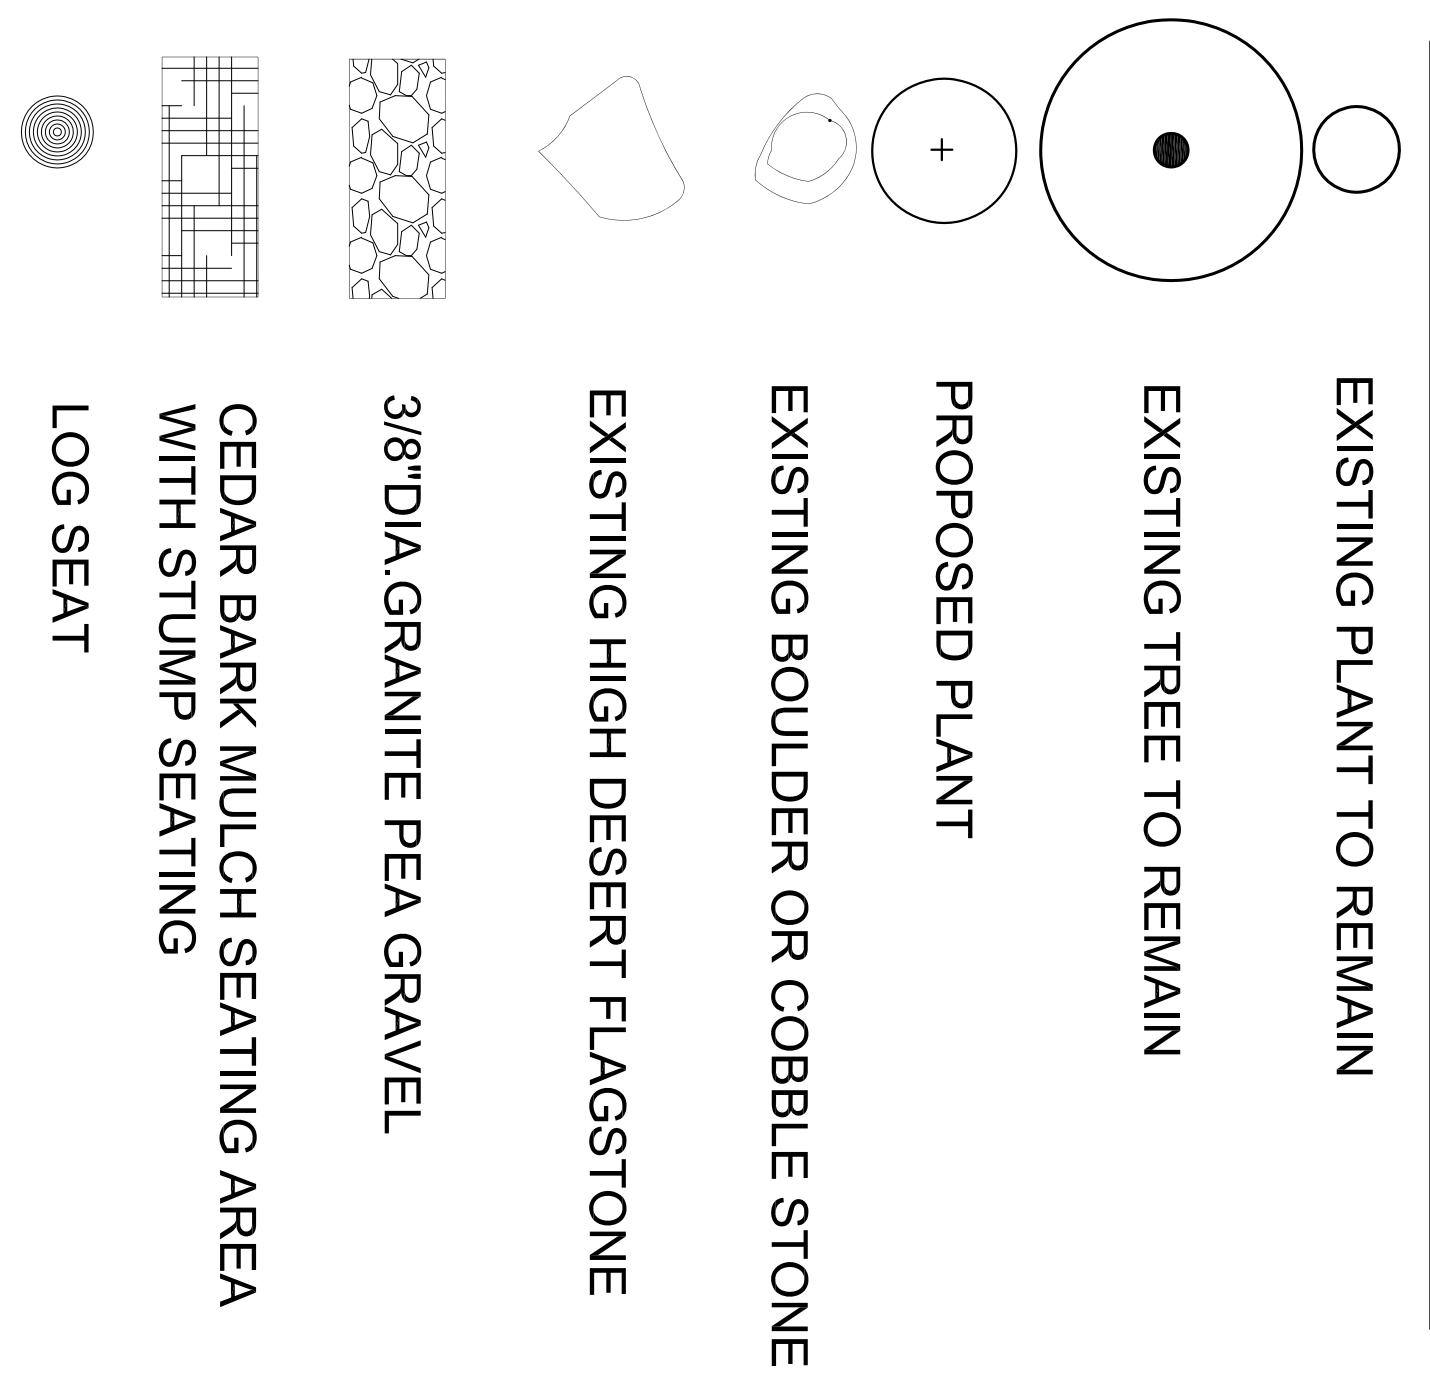 EXISTING PLANT TO REMAIN
EXISTING TREE TO REMAIN
PROPOSED PLANT
EXISTING BOULDER OR COBBLE STONE
EXISTING HIGH DESERT FLAGSTONE
3/8"DIA.GRANITE PEA GRAVEL
CEDAR BARK MULCH SEATING AREA
WITH STUMP SEATING
LOG SEAT